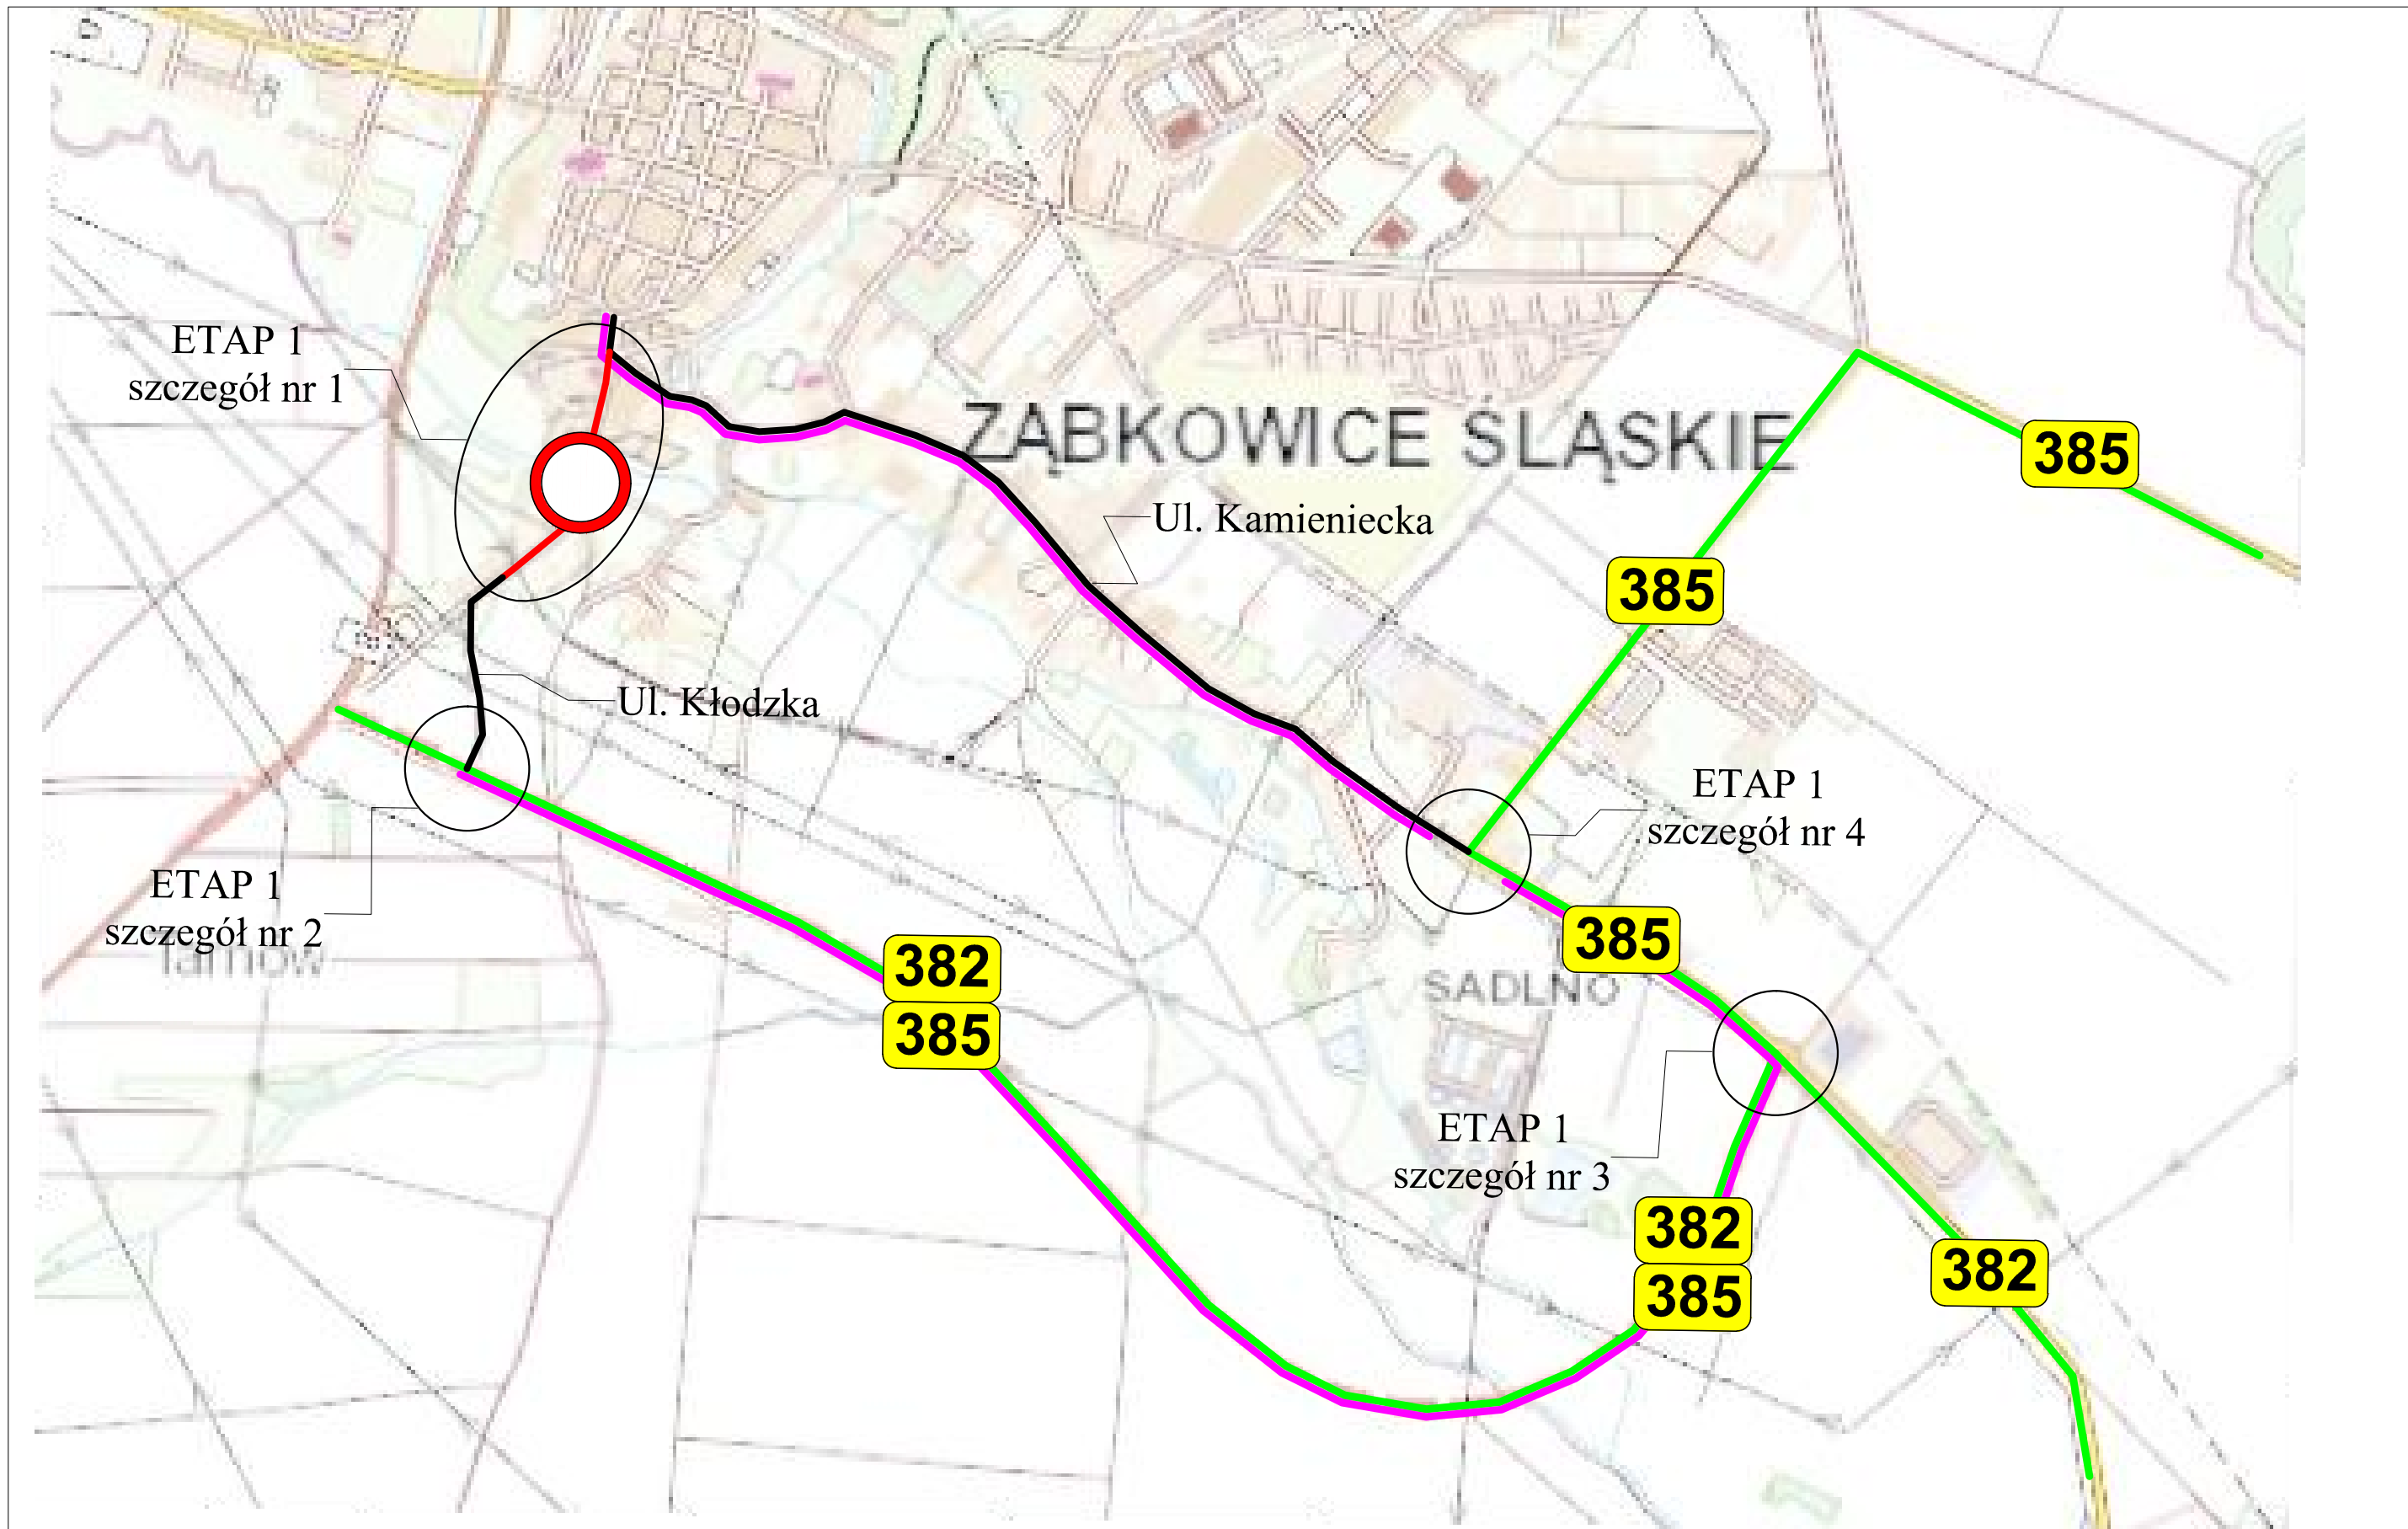 ETAP 1
szczegół nr 1
ZĄBKOWICE ŚLĄSKIE
385
Ul. Kamieniecka
385
Ul. Kłodzka
ETAP 1
szczegół nr 4
ETAP 1
szczegół nr 2
Tarnów
382
385
385
SADLNO
ETAP 1
szczegół nr 3
382
385
382